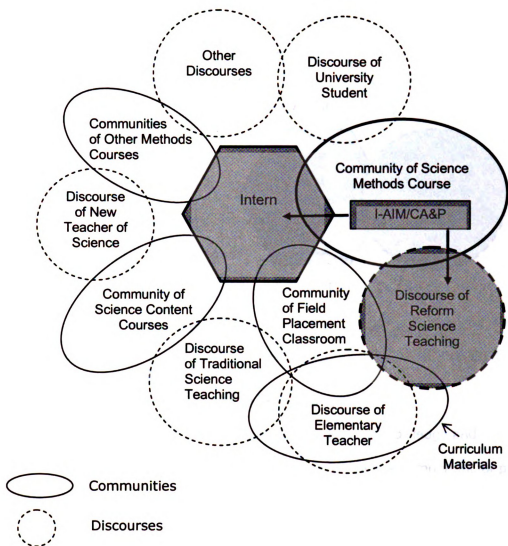 Other
Discourses
Discourse of
University
Student
Communities
of Other Methods
Courses
Community of Science
Methods Course
Intern
I-AIM/CA&P
Discourse
of New
Teacher of
Science
Community of
Science Content
Courses
Community
of Field
Placement
Classroom
Discourse of
Reform
Science
Teaching
Discourse
of Traditional
Science
Teaching
Discourse of
Elementary
Teacher
Curriculum
Materials
Communities
Discourses